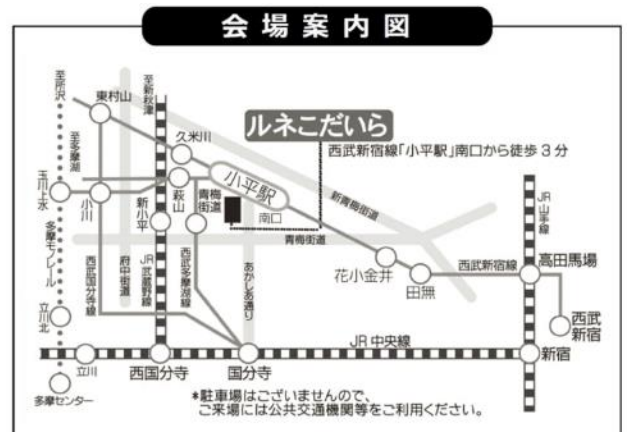 会場案内図
至所沢
東村山
至新秋津
至多摩湖
久米川
ルネこだいら
西武新宿線「小平駅」南口から徒歩3分
小平駅
玉川上水
小川
萩山
青梅街道
新小平
南口
新青梅街道
青梅街道
JR山手線
多摩モノレール
西武国分寺線
府中街道
JR武蔵野線
西武多摩湖線
あかしあ通り
花小金井
田無
西武新宿線
高田馬場
西武新宿
立川北
JR中央線
立川
西国分寺
国分寺
新宿
多摩センター
*駐車場はございませんので、
ご来場には公共交通機関等をご利用ください。